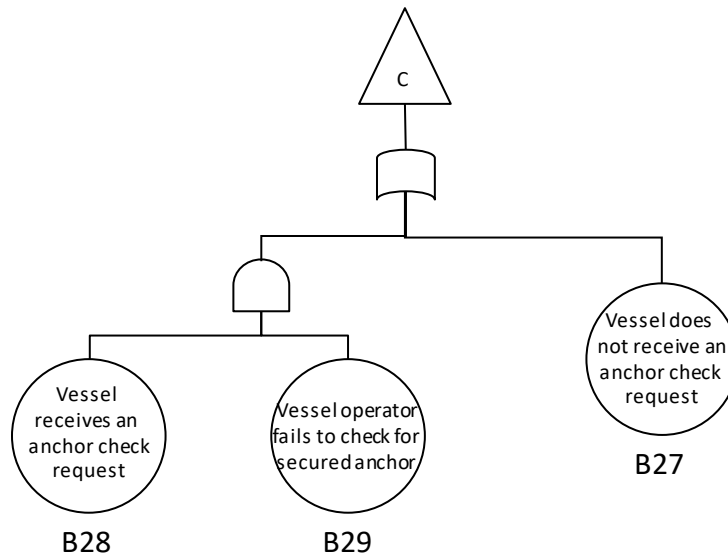 C
Vessel does
not receive an
anchor check
request
B27
Vessel
receives an
anchor check
request
B28
Vessel operator
fails to check for
secured anchor
B29